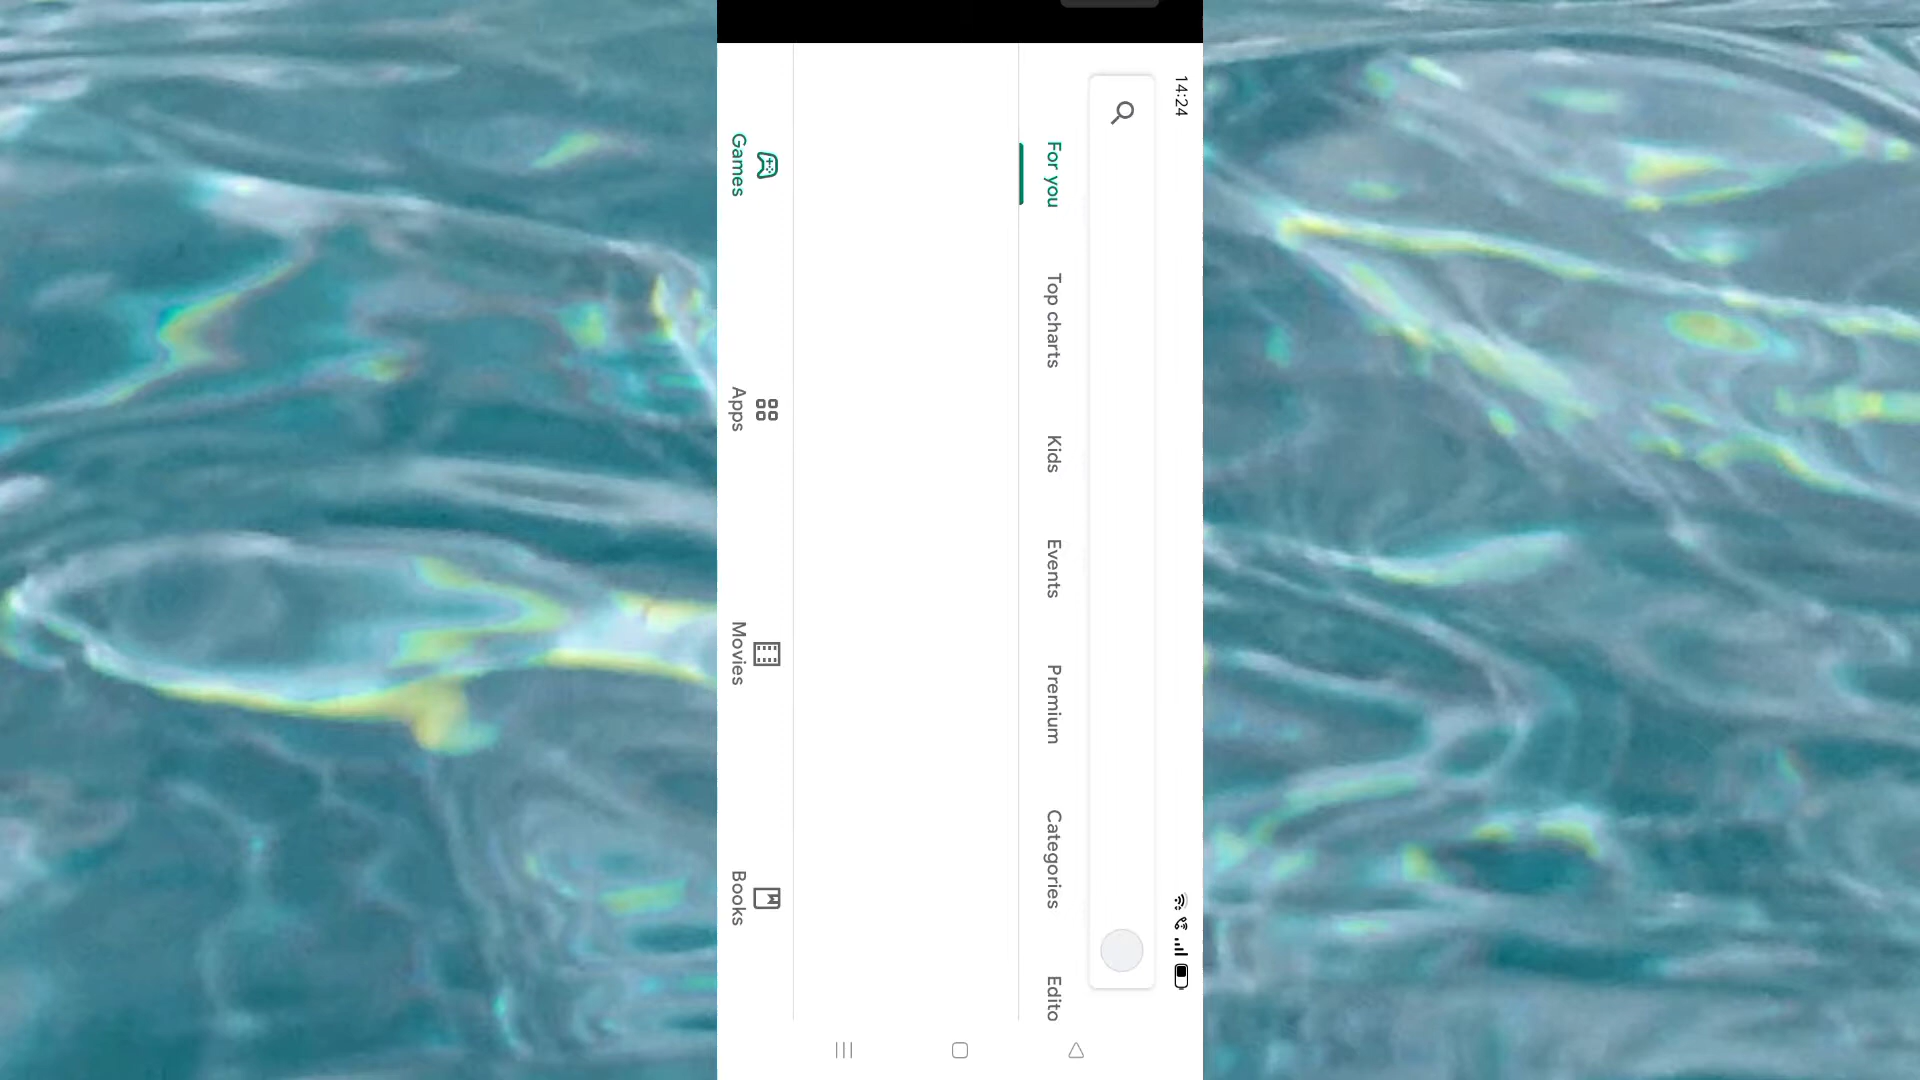 14:24
For you
Top charts
Kids
Events
Premium
Categories
Edito
Games
Apps
Movies
Books